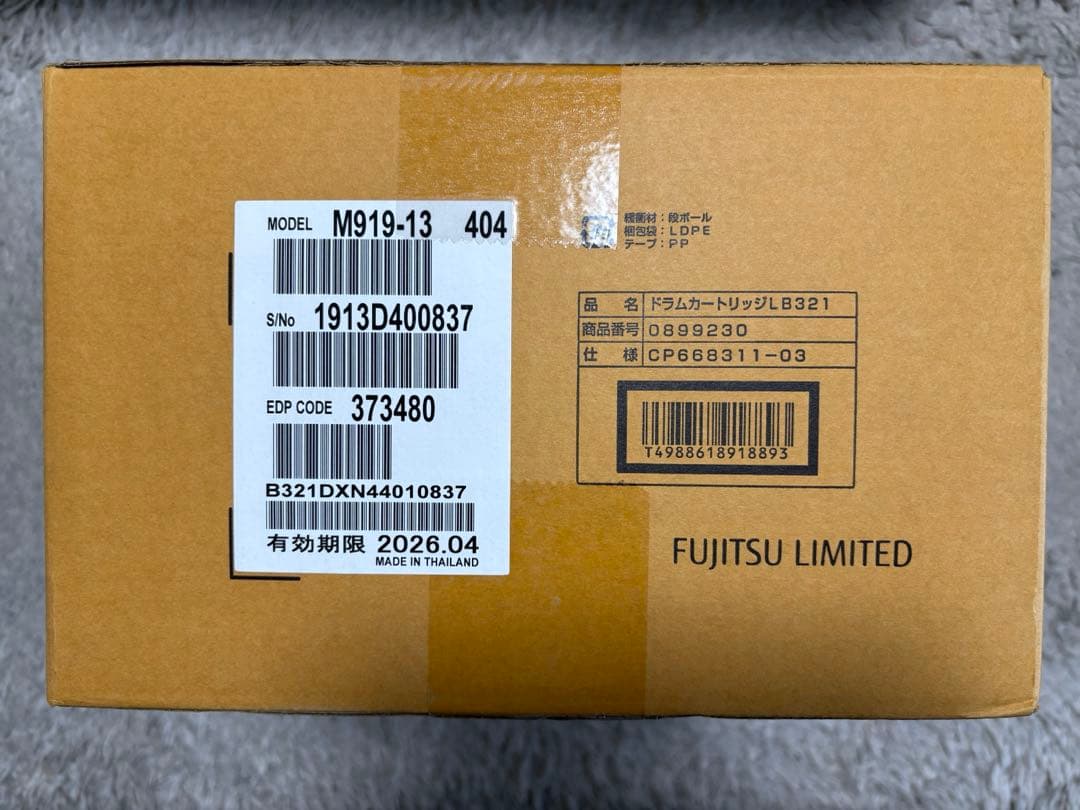 MODEL M919-13 404
S/No 1913D400837
EDP CODE 373480
B321DXN44010837
有効期限 2026.04
MADE IN THAILAND
緩衝材：段ボール
梱包袋：LDPE
テープ：PP
品名 ドラムカートリッジLB321
商品番号 0899230
仕様 CP668311-03
T4988618918893
FUJITSU LIMITED